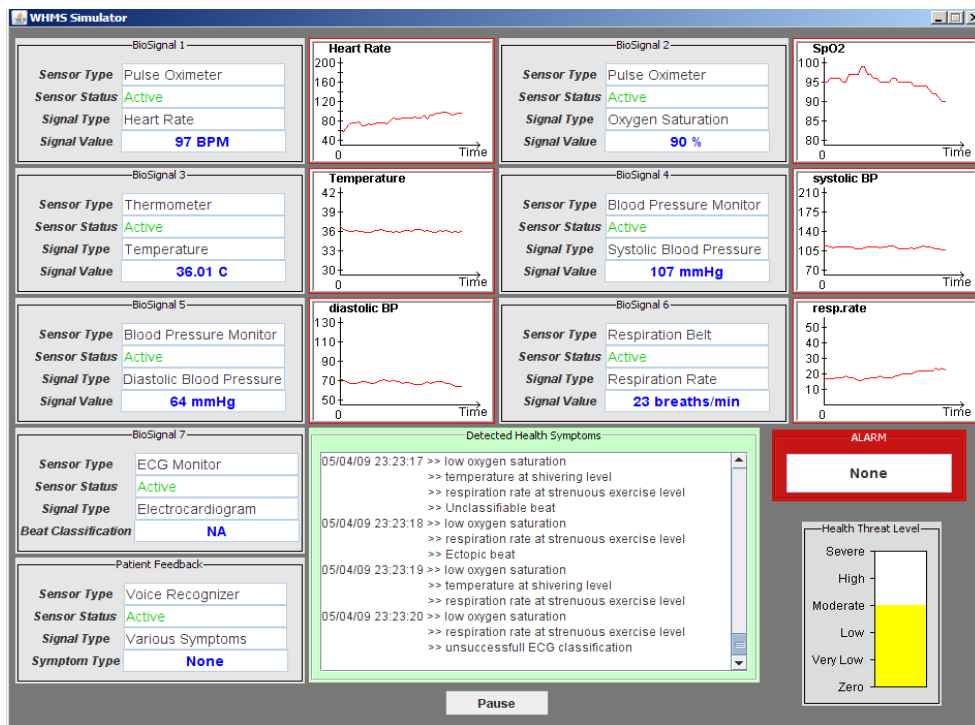 WHMS Simulator
BioSignal 1
Sensor Type Pulse Oximeter
Sensor Status Active
Signal Type Heart Rate
Signal Value 97 BPM
Heart Rate
200
160
120
80
40
0 Time
BioSignal 2
Sensor Type Pulse Oximeter
Sensor Status Active
Signal Type Oxygen Saturation
Signal Value 90 %
SpO2
100
95
90
85
80
0 Time
BioSignal 3
Sensor Type Thermometer
Sensor Status Active
Signal Type Temperature
Signal Value 36.01 C
Temperature
42
39
36
33
30
0 Time
BioSignal 4
Sensor Type Blood Pressure Monitor
Sensor Status Active
Signal Type Systolic Blood Pressure
Signal Value 107 mmHg
systolic BP
210
175
140
105
70
0 Time
BioSignal 5
Sensor Type Blood Pressure Monitor
Sensor Status Active
Signal Type Diastolic Blood Pressure
Signal Value 64 mmHg
diastolic BP
130
110
90
70
50
0 Time
BioSignal 6
Sensor Type Respiration Belt
Sensor Status Active
Signal Type Respiration Rate
Signal Value 23 breaths/min
resp.rate
50
40
30
20
10
0 Time
BioSignal 7
Sensor Type ECG Monitor
Sensor Status Active
Signal Type Electrocardiogram
Beat Classification NA
Patient Feedback
Sensor Type Voice Recognizer
Sensor Status Active
Signal Type Various Symptoms
Symptom Type None
Detected Health Symptoms
05/04/09 23:23:17 >> low oxygen saturation
>> temperature at shivering level
>> respiration rate at strenuous exercise level
>> Unclassifiable beat
05/04/09 23:23:18 >> low oxygen saturation
>> respiration rate at strenuous exercise level
>> Ectopic beat
05/04/09 23:23:19 >> low oxygen saturation
>> temperature at shivering level
>> respiration rate at strenuous exercise level
05/04/09 23:23:20 >> low oxygen saturation
>> respiration rate at strenuous exercise level
>> unsuccessfull ECG classification
ALARM
None
Health Threat Level
Severe
High
Moderate
Low
Very Low
Zero
Pause